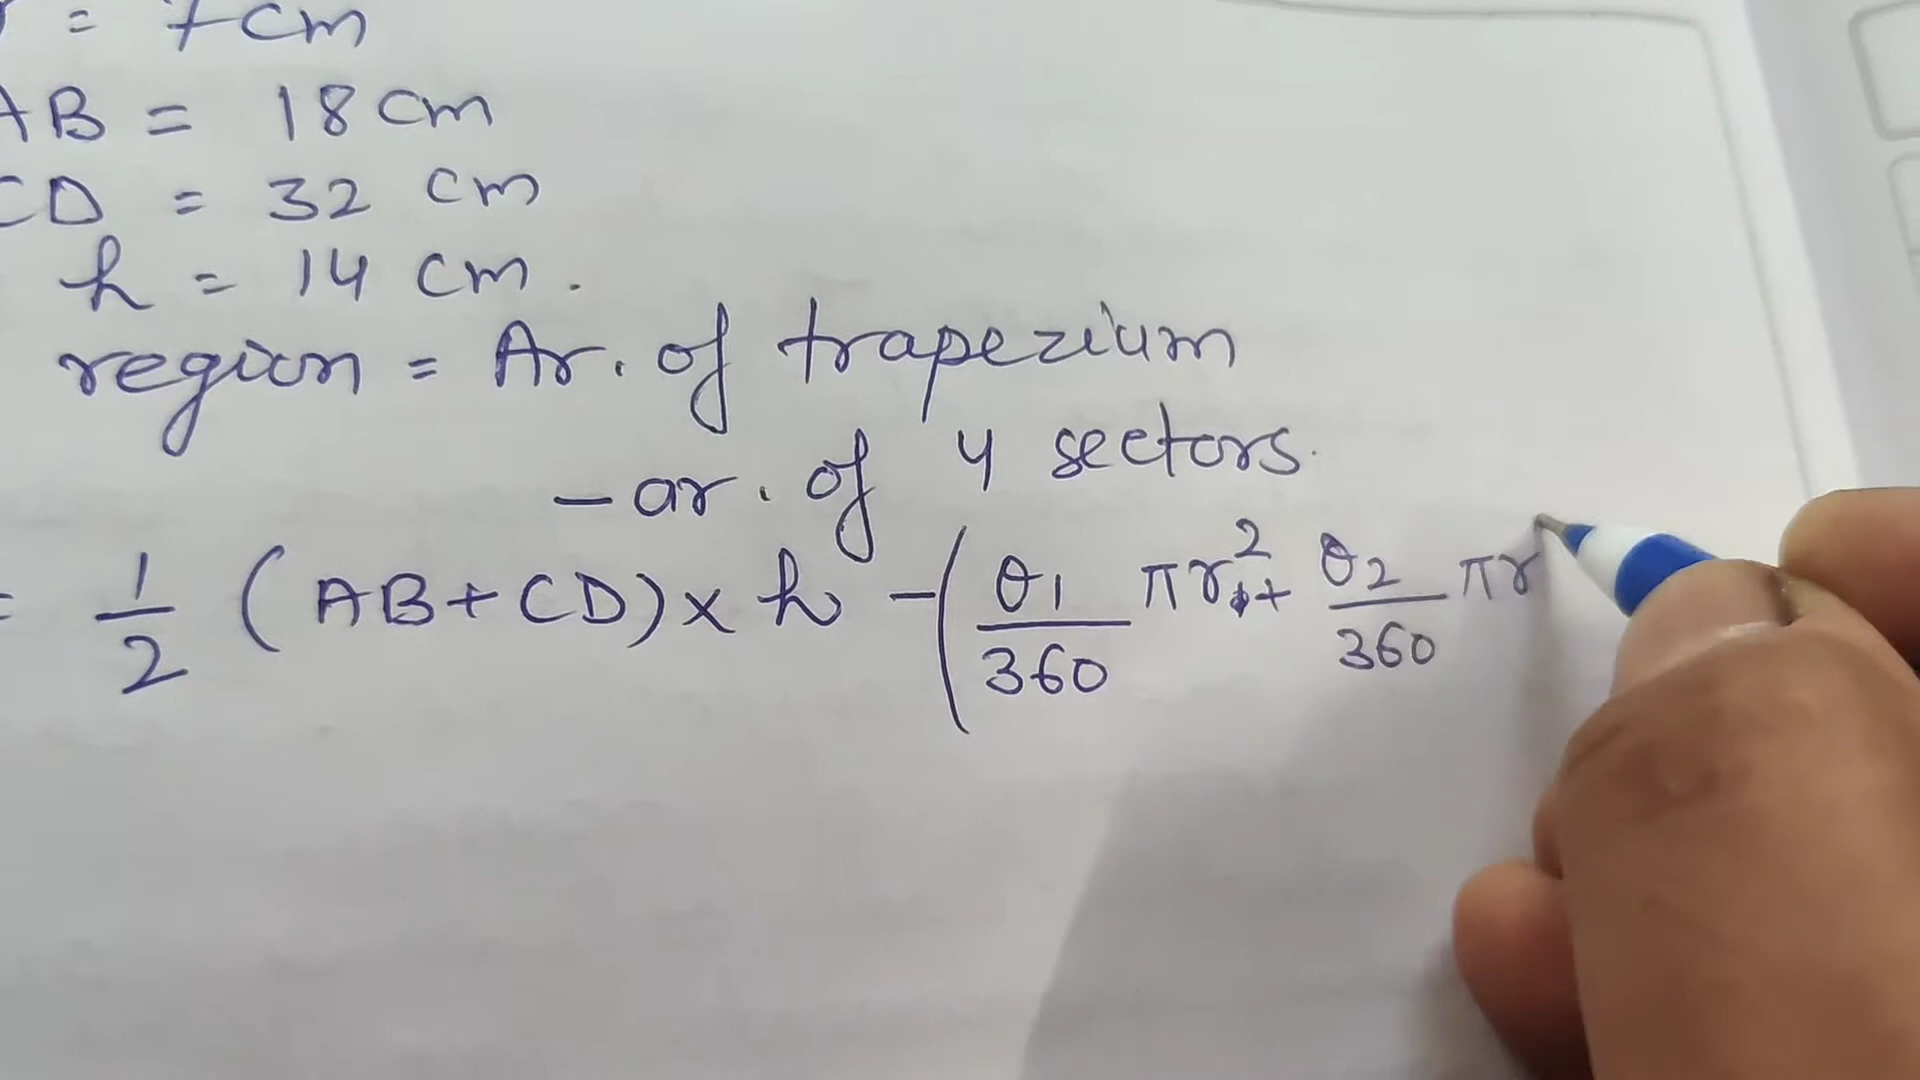 r = 7 cm
AB = 18 cm
CD = 32 cm
h = 14 cm.
region = Ar. of trapezium
- ar. of 4 sectors.
= 1/2 (AB + CD) × h - (θ1/360 πr² + θ2/360 πr